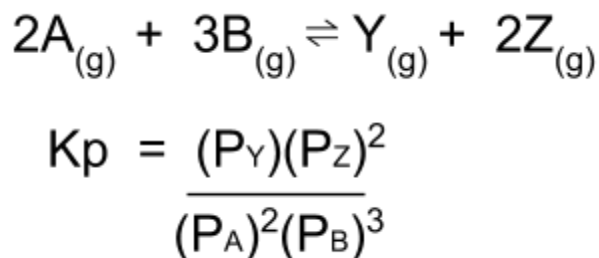 2A(g) + 3B(g) ⇌ Y(g) + 2Z(g)
Kp = (PY)(PZ)²
(PA)²(PB)³